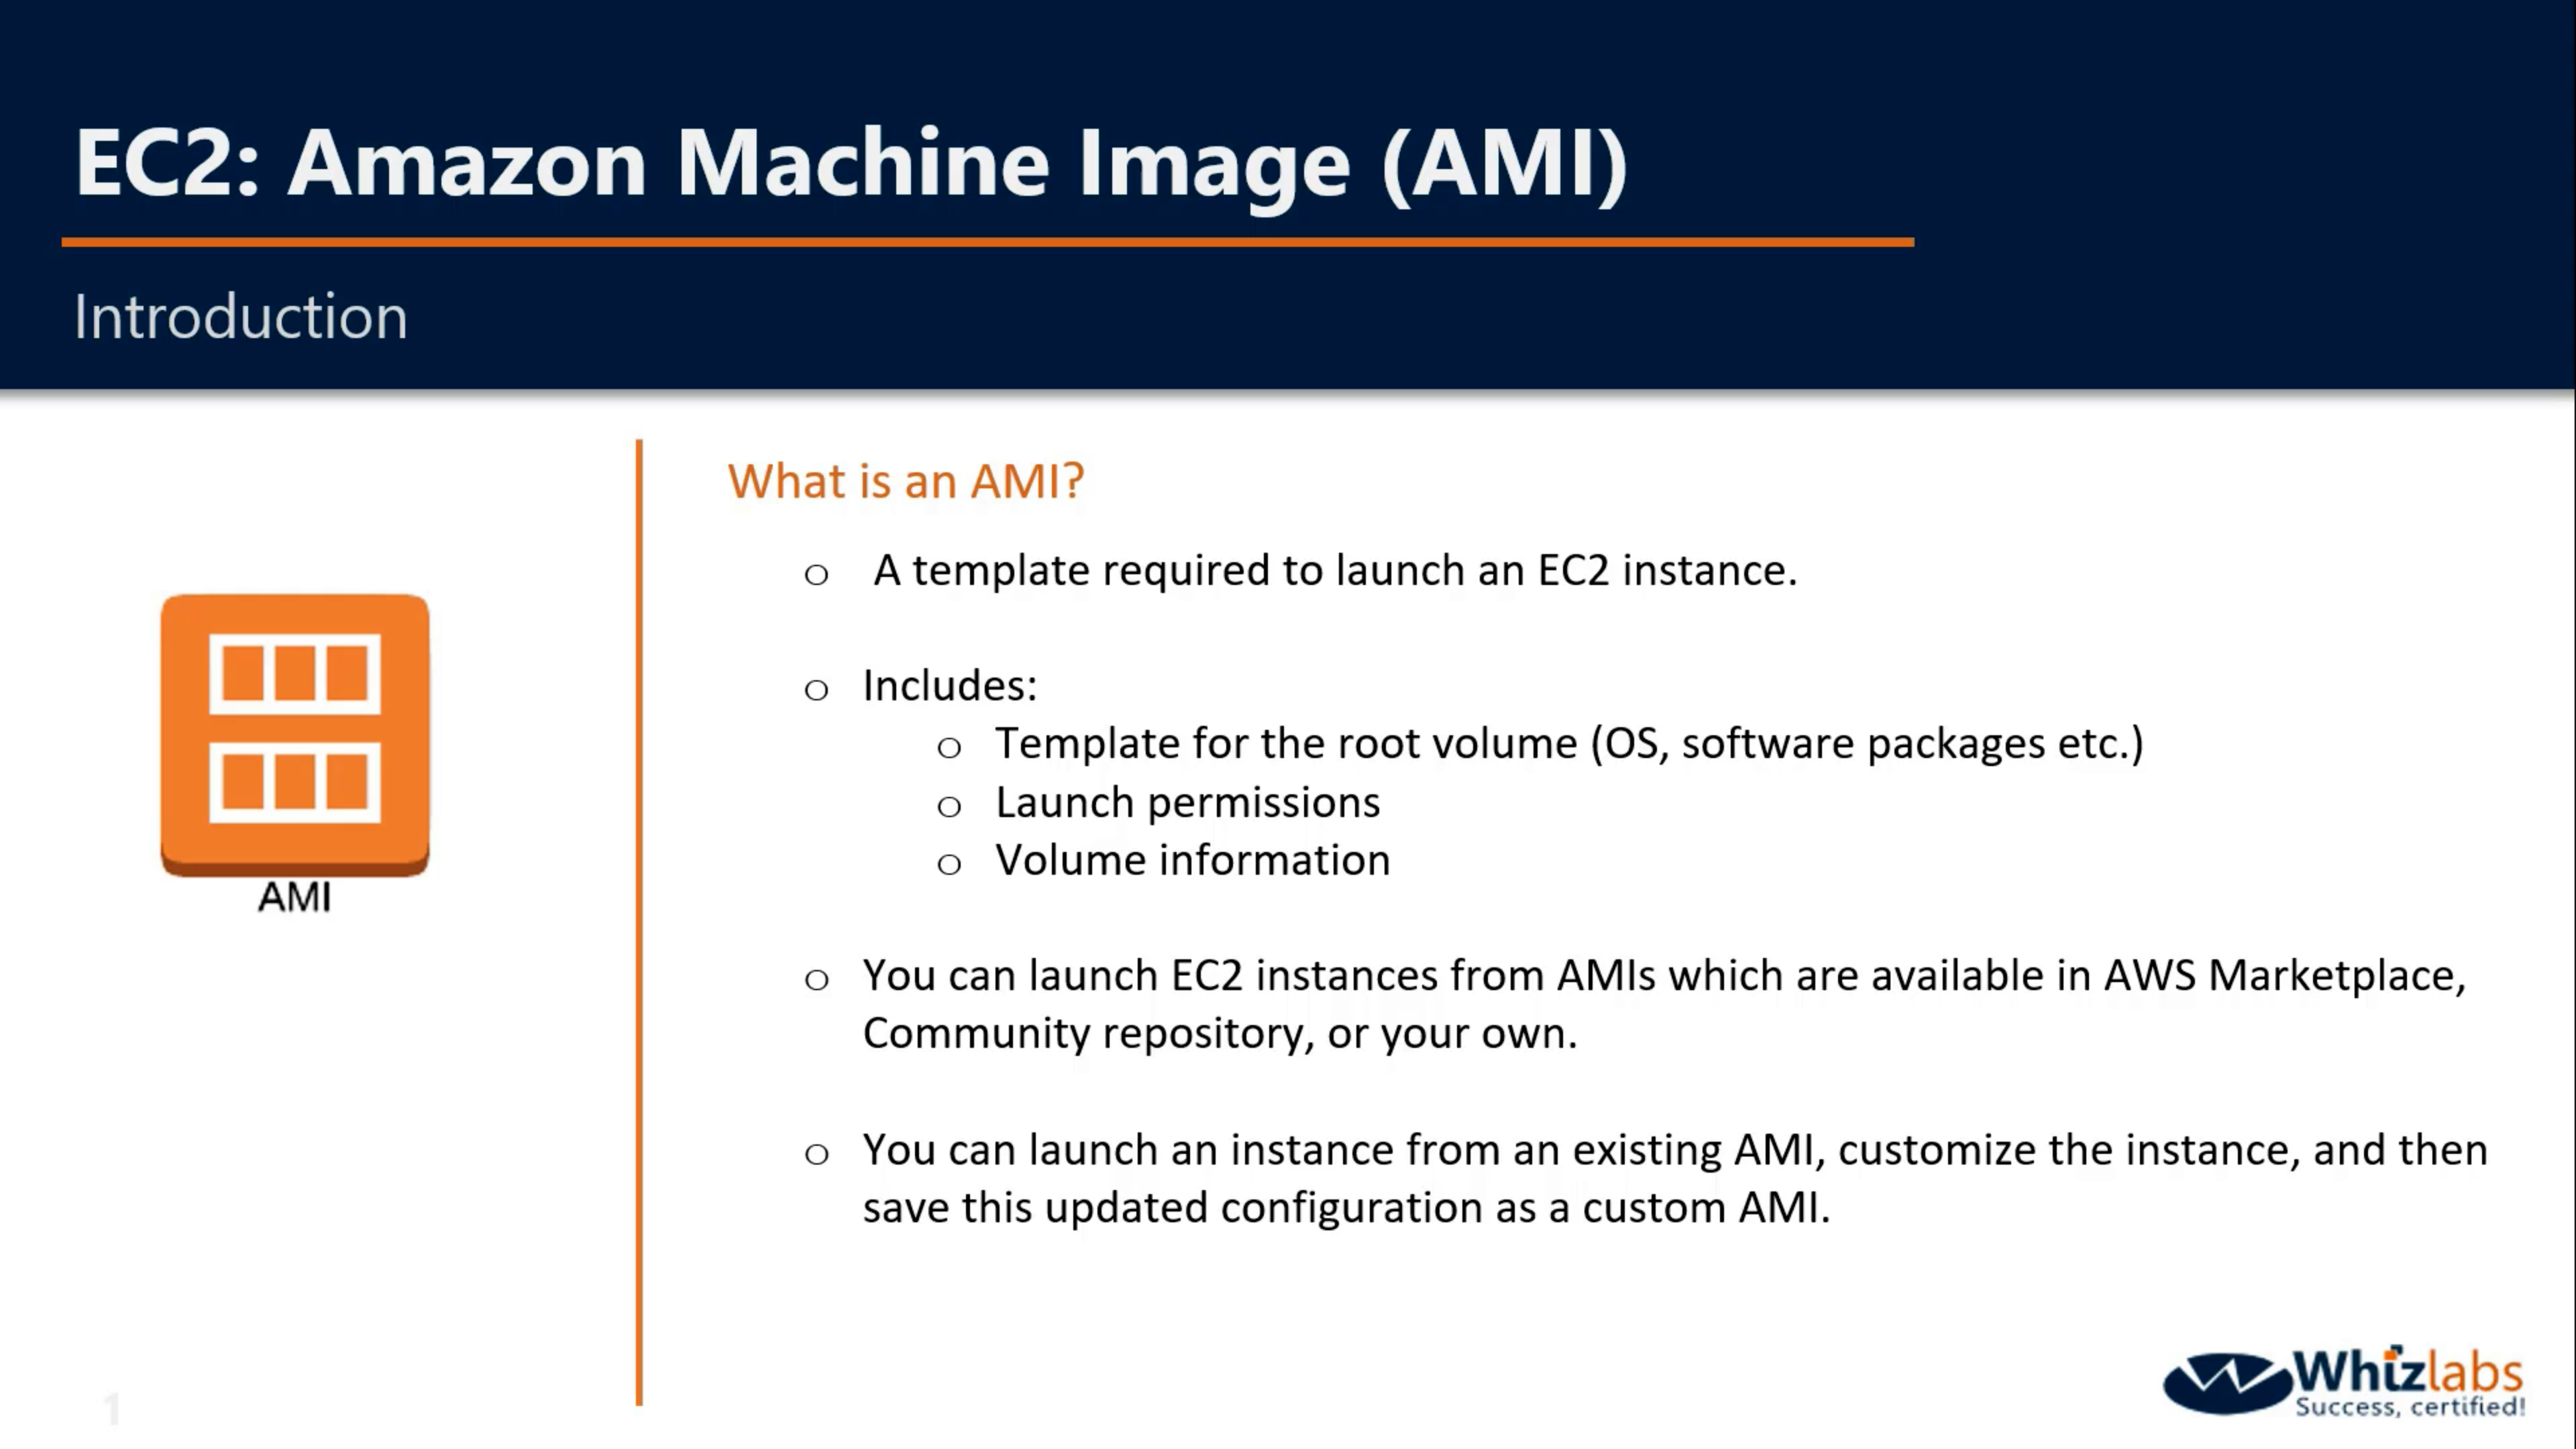 EC2: Amazon Machine Image (AMI)
Introduction
AMI
What is an AMI?
o A template required to launch an EC2 instance.
o Includes:
o Template for the root volume (OS, software packages etc.)
o Launch permissions
o Volume information
o You can launch EC2 instances from AMIs which are available in AWS Marketplace,
Community repository, or your own.
o You can launch an instance from an existing AMI, customize the instance, and then
save this updated configuration as a custom AMI.
1
Whizlabs
Success, certified!